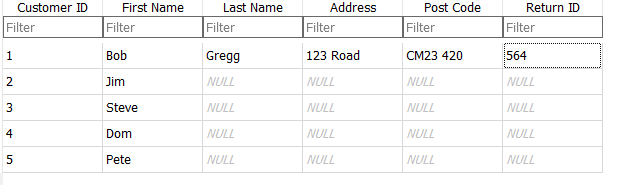 Customer ID First Name Last Name Address Post Code Return ID
Filter Filter Filter Filter Filter Filter
1 Bob Gregg 123 Road CM23 420 564
2 Jim NULL NULL NULL NULL
3 Steve NULL NULL NULL NULL
4 Dom NULL NULL NULL NULL
5 Pete NULL NULL NULL NULL